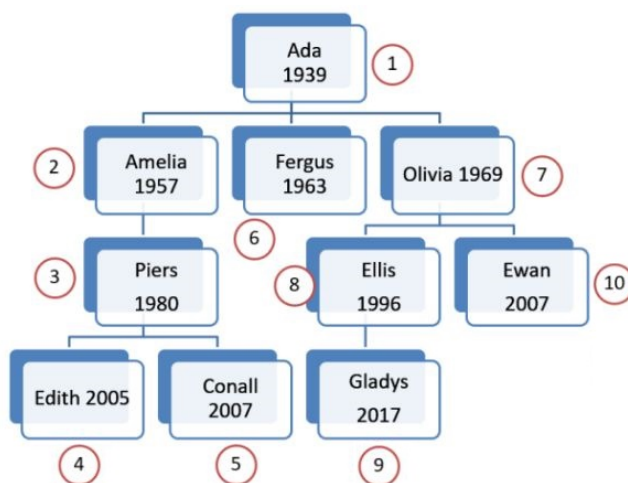 Ada
1939
1
2
Amelia
1957
Fergus
1963
Olivia 1969
7
6
3
Piers
1980
8
Ellis
1996
Ewan
2007
10
Edith 2005
Conall
2007
Gladys
2017
4
5
9